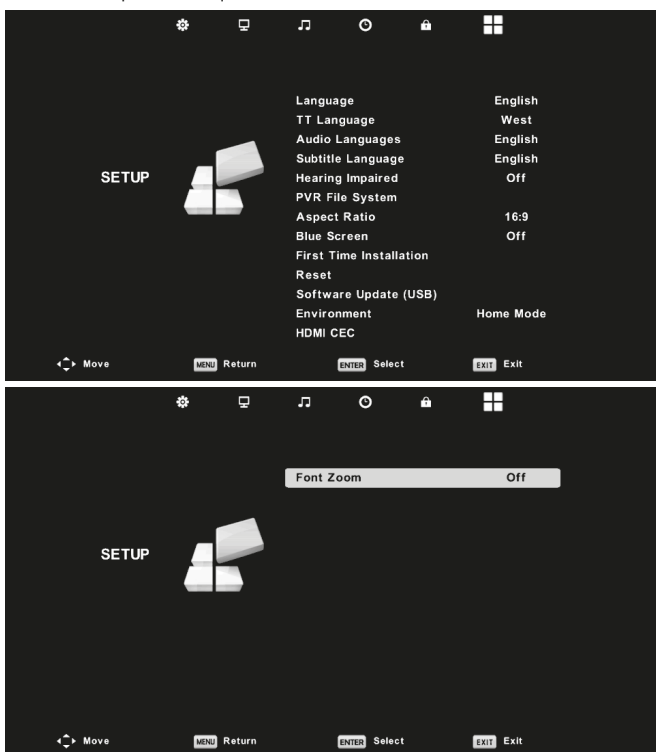 Language English
TT Language West
Audio Languages English
Subtitle Language English
SETUP
Hearing Impaired Off
PVR File System
Aspect Ratio 16:9
Blue Screen Off
First Time Installation
Reset
Software Update (USB)
Environment Home Mode
HDMI CEC
Move MENU Return ENTER Select EXIT Exit
Font Zoom Off
SETUP
Move MENU Return ENTER Select EXIT Exit